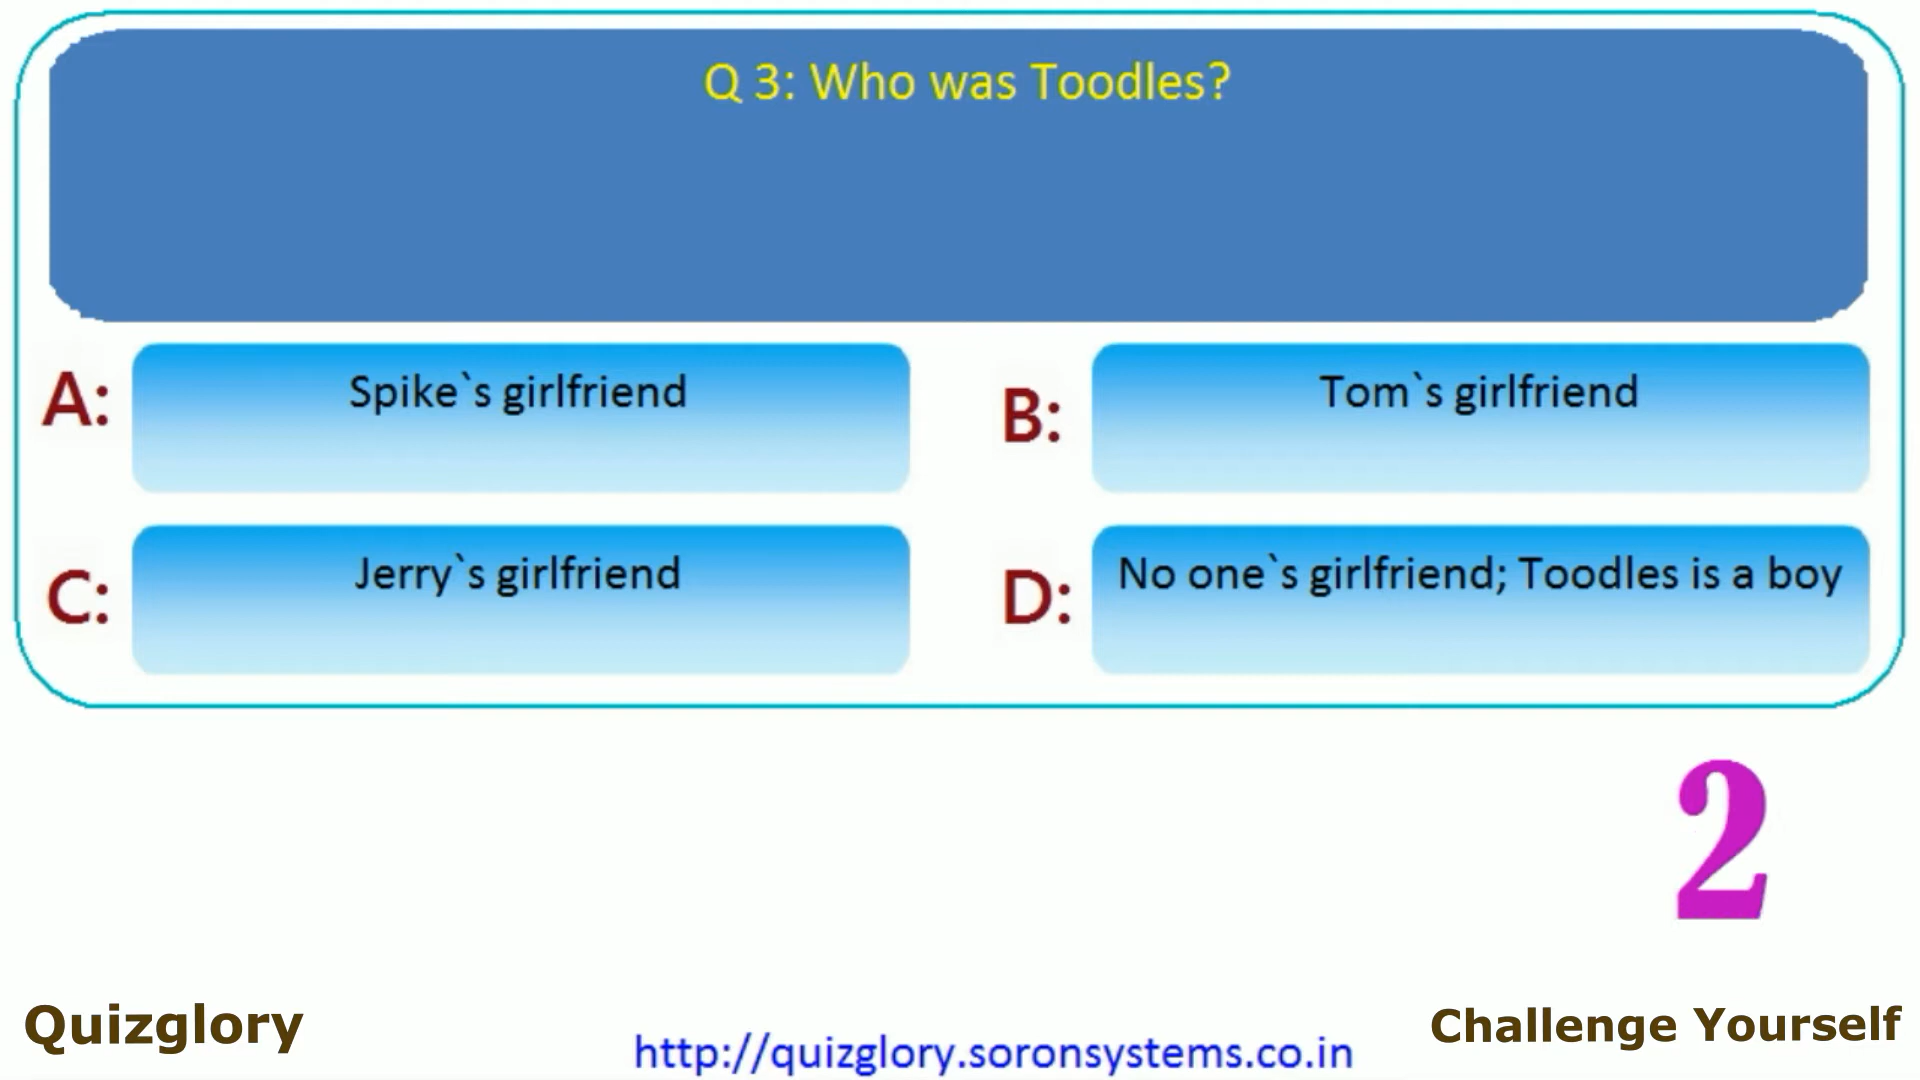 Q 3: Who was Toodles?
A: Spike`s girlfriend
B: Tom`s girlfriend
C: Jerry`s girlfriend
D: No one`s girlfriend; Toodles is a boy
2
Quizglory
http://quizglory.soronsystems.co.in
Challenge Yourself